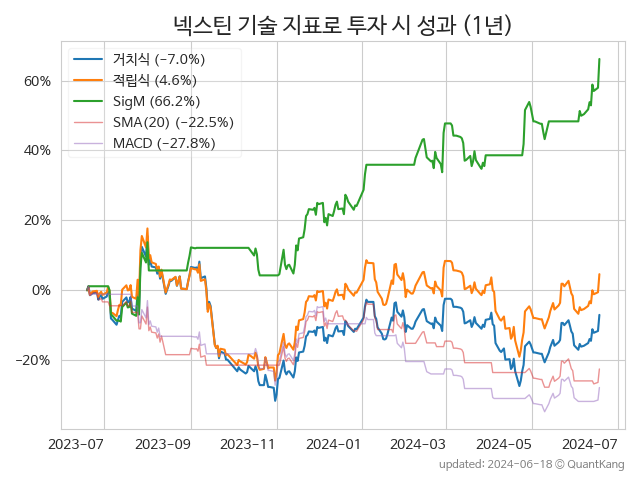 넥스틴 기술 지표로 투자 시 성과 (1년)
거치식 (−7.0%)
적립식 (4.6%)
SigM (66.2%)
SMA(20) (−22.5%)
MACD (−27.8%)
60%
40%
20%
0%
−20%
2023−07 2023−09 2023−11 2024−01 2024−03 2024−05 2024−07
updated: 2024−06−18 © QuantKang